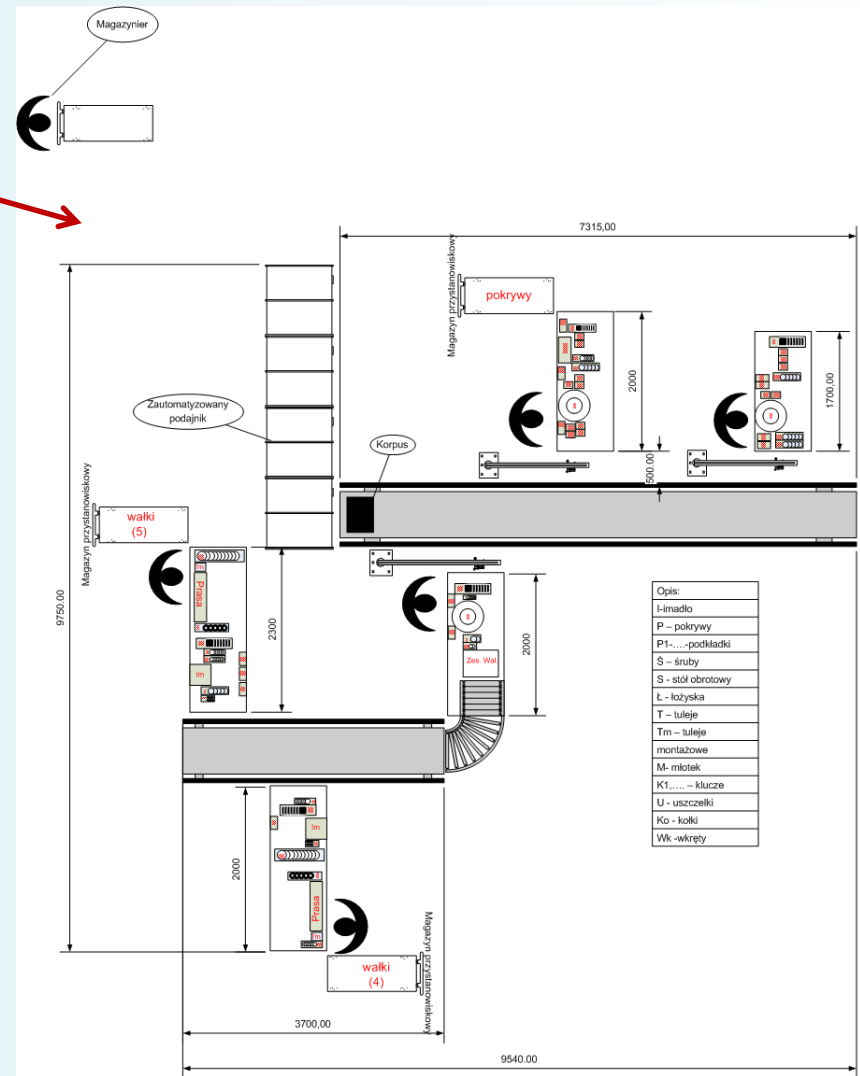 Magazynier
7315,00
Magazyn przystanowiskowy
pokrywy
2000
1700,00
Zautomatyzowany
podajnik
Korpus
500.00
Magazyn przystanowiskowy
wałki
(5)
Tm
Prasa
Im
9750.00
2300
Zes. Wał.
2000
Opis:
I-imadło
P – pokrywy
P1-....-podkładki
Ś – śruby
S - stół obrotowy
Ł - łożyska
T – tuleje
Tm – tuleje
montażowe
M- młotek
K1,.... – klucze
U - uszczelki
Ko - kołki
Wk -wkręty
2000
Im
Prasa
Tm
Magazyn przystanowiskowy
wałki
(4)
3700,00
9540.00